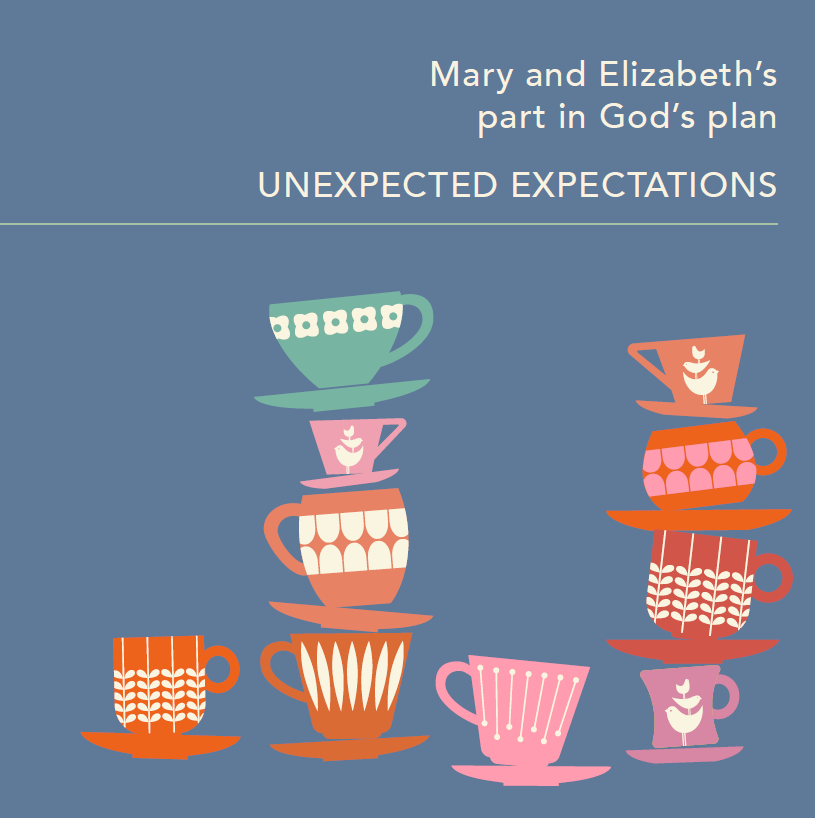 Mary and Elizabeth’s
part in God’s plan
UNEXPECTED EXPECTATIONS